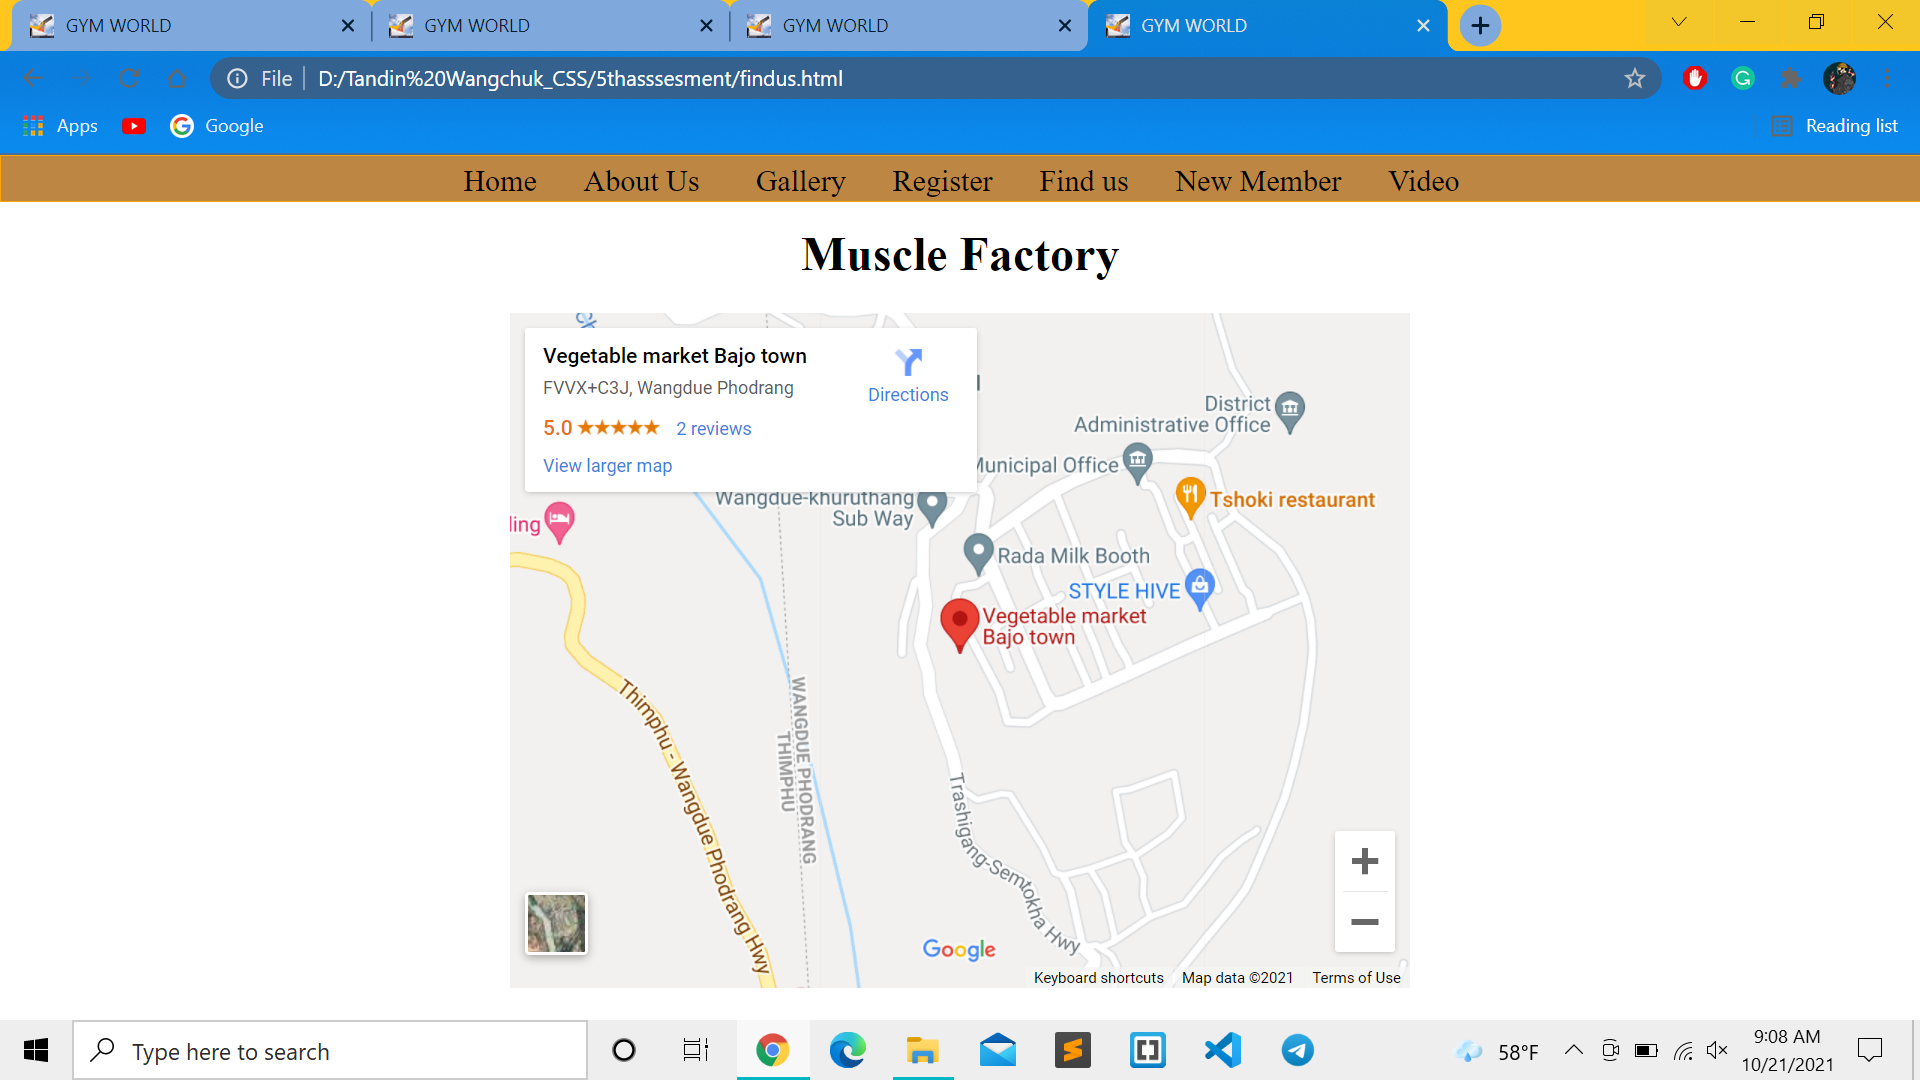 GYM WORLD
GYM WORLD
GYM WORLD
GYM WORLD
File
D:/Tandin%20Wangchuk_CSS/5thasssesment/findus.html
Apps
Google
Reading list
Home About Us Gallery Register Find us New Member Video
Muscle Factory
Vegetable market Bajo town
FVVX+C3J, Wangdue Phodrang
5.0
2 reviews
View larger map
Directions
District
Administrative Office
Municipal Office
Tshoki restaurant
Wangdue-khuruthang
Sub Way
ling
Rada Milk Booth
STYLE HIVE
Vegetable market
Bajo town
Thimphu - Wangdue Phodrang Hwy
WANGDUE PHODRANG
THIMPHU
Trashigang-Semtokha Hwy
Google
Keyboard shortcuts
Map data ©2021
Terms of Use
Type here to search
58°F
9:08 AM
10/21/2021